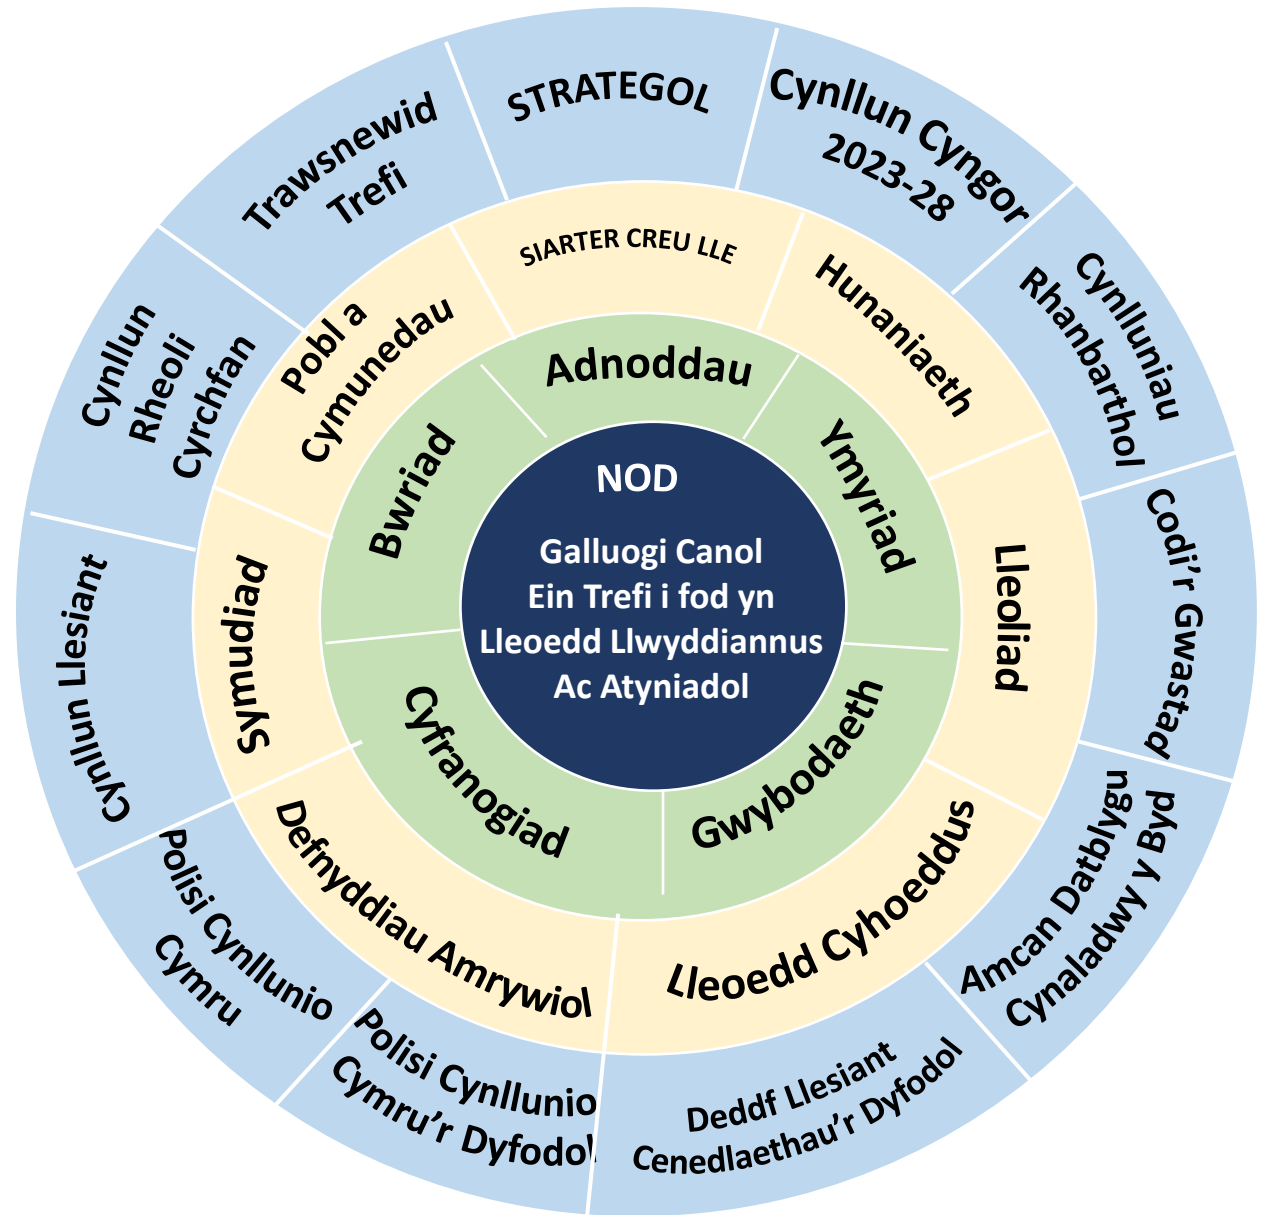 STRATEGOL
Cynllun Cyngor
2023-28
Cynlluniau
Rhanbarthol
Codi’r Gwastad
Amcan Datblygu
Cynaladwy y Byd
Deddf Llesiant
Cenedlaethau’r Dyfodol
Polisi Cynllunio
Cymru’r Dyfodol
Polisi Cynllunio
Cymru
Cynllun Llesiant
Cynllun
Rheoli
Cyrchfan
Trawsnewid
Trefi
SIARTER CREU LLE
Hunaniaeth
Lleoliad
Lleoedd Cyhoeddus
Defnyddiau Amrywiol
Symudiad
Pobl a
Cymunedau
Adnoddau
Ymyriad
Gwybodaeth
Cyfranogiad
Bwriad
NOD
Galluogi Canol
Ein Trefi i fod yn
Lleoedd Llwyddiannus
Ac Atyniadol